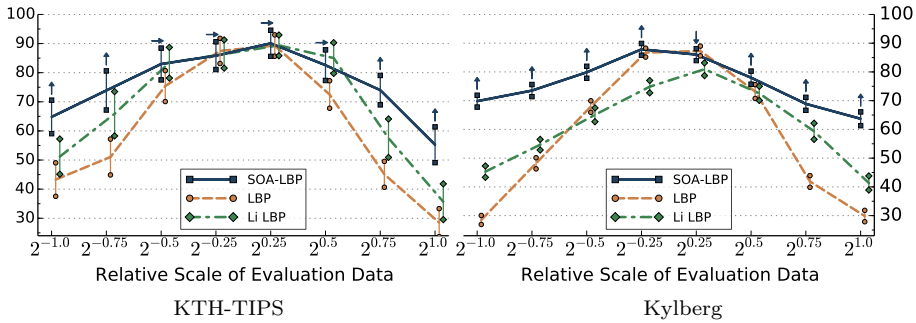 100
90
80
70
60
50
40
30
2^−1.0 2^−0.75 2^−0.5 2^−0.25 2^0.25 2^0.5 2^0.75 2^1.0
SOA-LBP
LBP
Li LBP
Relative Scale of Evaluation Data
KTH-TIPS
100
90
80
70
60
50
40
30
2^−1.0 2^−0.75 2^−0.5 2^−0.25 2^0.25 2^0.5 2^0.75 2^1.0
SOA-LBP
LBP
Li LBP
Relative Scale of Evaluation Data
Kylberg